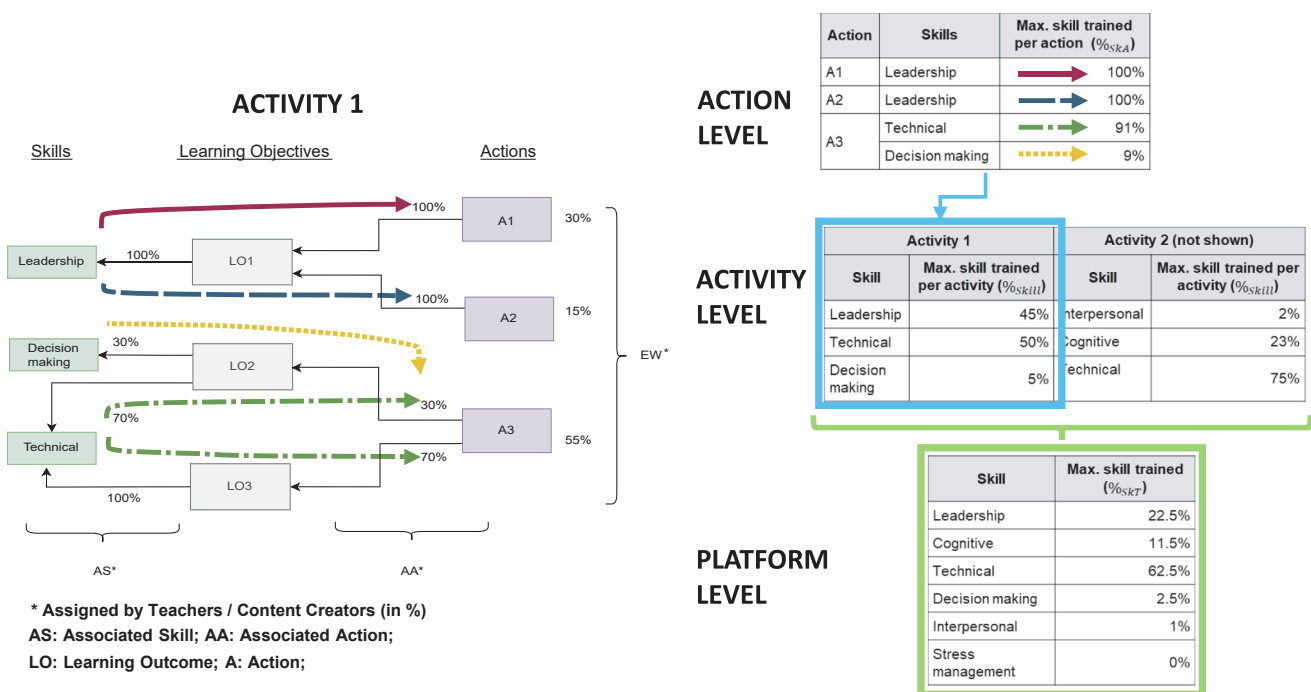 ACTIVITY 1
Skills
Learning Objectives
Actions
100%
A1
30%
Leadership
100%
LO1
100%
A2
15%
Decision
making
30%
LO2
EW*
30%
70%
A3
55%
Technical
70%
LO3
100%
AS*
AA*
* Assigned by Teachers / Content Creators (in %)
AS: Associated Skill; AA: Associated Action;
LO: Learning Outcome; A: Action;
ACTION
LEVEL
Action
Skills
Max. skill trained
per action (%SkA)
A1
Leadership
100%
A2
Leadership
100%
A3
Technical
91%
Decision making
9%
ACTIVITY
LEVEL
Activity 1
Activity 2 (not shown)
Skill
Max. skill trained
per activity (%Skill)
Skill
Max. skill trained per
activity (%Skill)
Leadership
45%
nterpersonal
2%
Technical
50%
Cognitive
23%
Decision
making
5%
echnical
75%
PLATFORM
LEVEL
Skill
Max. skill trained
(%SkT)
Leadership
22.5%
Cognitive
11.5%
Technical
62.5%
Decision making
2.5%
Interpersonal
1%
Stress
management
0%